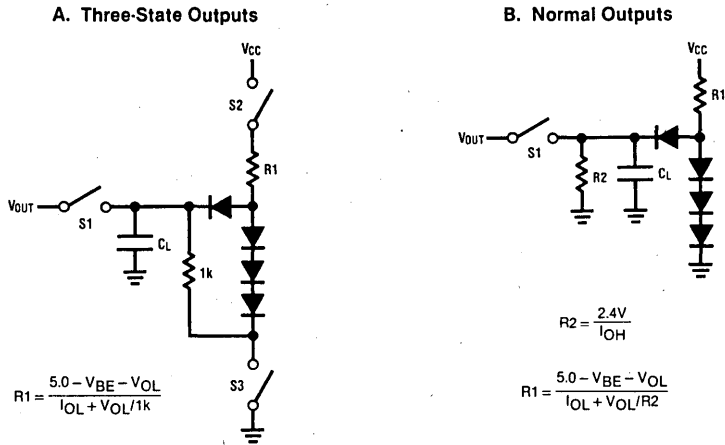 A. Three-State Outputs
VCC
S2
R1
VOUT
S1
CL
1k
S3
R1 = 5.0 – VBE – VOL / IOL + VOL/1k
B. Normal Outputs
VCC
R1
VOUT
S1
R2
CL
R2 = 2.4V / IOH
R1 = 5.0 – VBE – VOL / IOL + VOL/R2